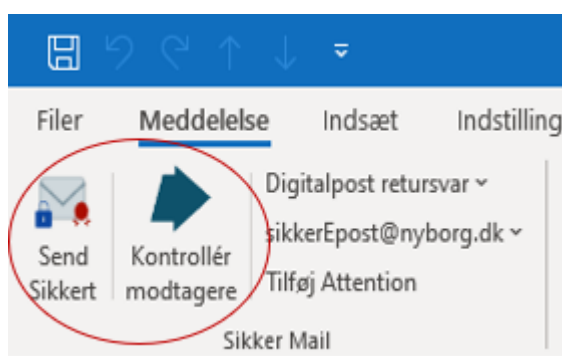 Filer Meddelelse Indsæt Indstilling
Send Sikkert
Kontrollér modtagere
Digitalpost retursvar
sikkerEpost@nyborg.dk
Tilføj Attention
Sikker Mail